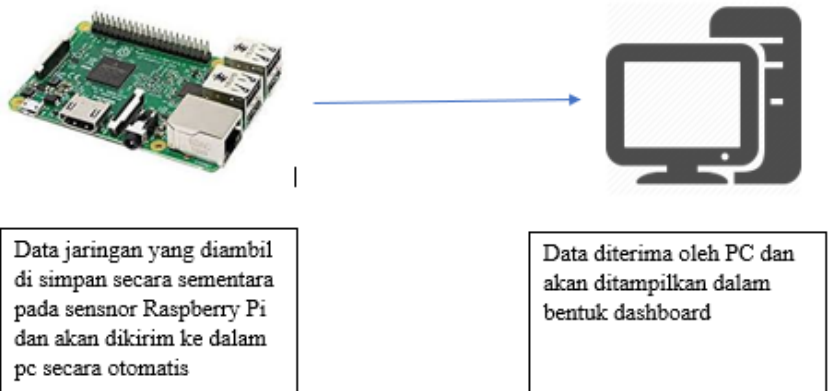 Data jaringan yang diambil
di simpan secara sementara
pada sensnor Raspberry Pi
dan akan dikirim ke dalam
pc secara otomatis
Data diterima oleh PC dan
akan ditampilkan dalam
bentuk dashboard